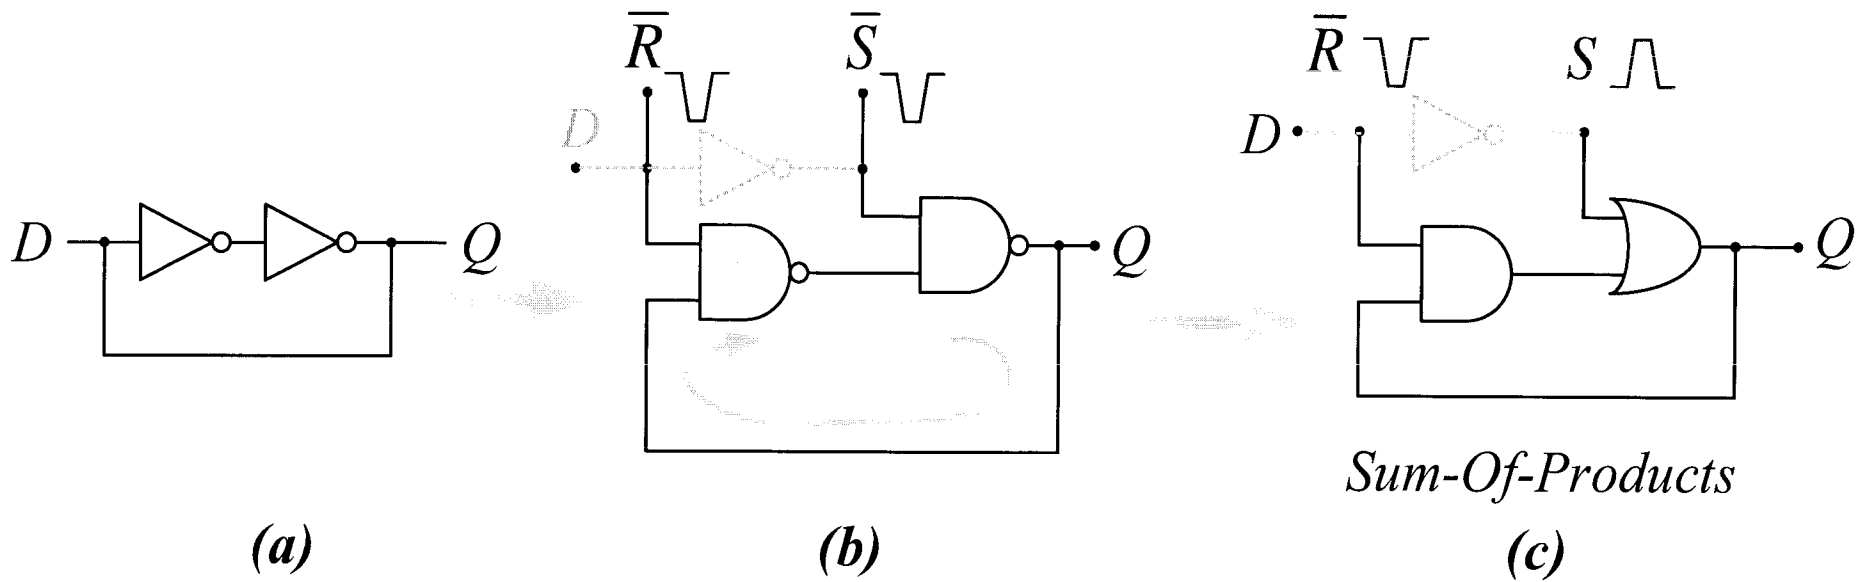 D
Q
(a)
R̅
S̅
D
Q
(b)
R̅
S
D
Q
Sum-Of-Products
(c)